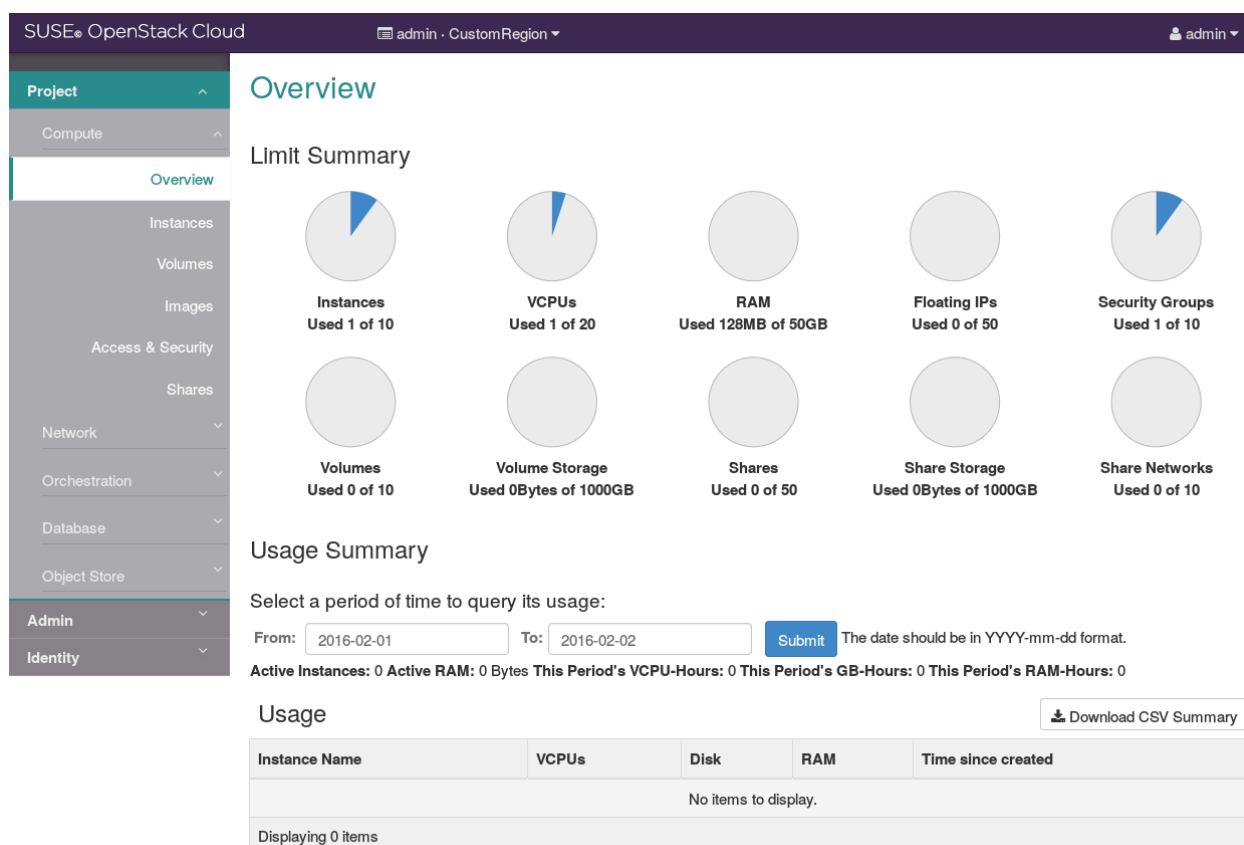 SUSE® OpenStack Cloud
admin · CustomRegion
admin
Project
Compute
Overview
Instances
Volumes
Images
Access & Security
Shares
Network
Orchestration
Database
Object Store
Admin
Identity
Overview
Limit Summary
Instances
Used 1 of 10
VCPUs
Used 1 of 20
RAM
Used 128MB of 50GB
Floating IPs
Used 0 of 50
Security Groups
Used 1 of 10
Volumes
Used 0 of 10
Volume Storage
Used 0Bytes of 1000GB
Shares
Used 0 of 50
Share Storage
Used 0Bytes of 1000GB
Share Networks
Used 0 of 10
Usage Summary
Select a period of time to query its usage:
From: 2016-02-01 To: 2016-02-02 Submit The date should be in YYYY-mm-dd format.
Active Instances: 0 Active RAM: 0 Bytes This Period's VCPU-Hours: 0 This Period's GB-Hours: 0 This Period's RAM-Hours: 0
Usage
Download CSV Summary
Instance Name VCPUs Disk RAM Time since created
No items to display.
Displaying 0 items